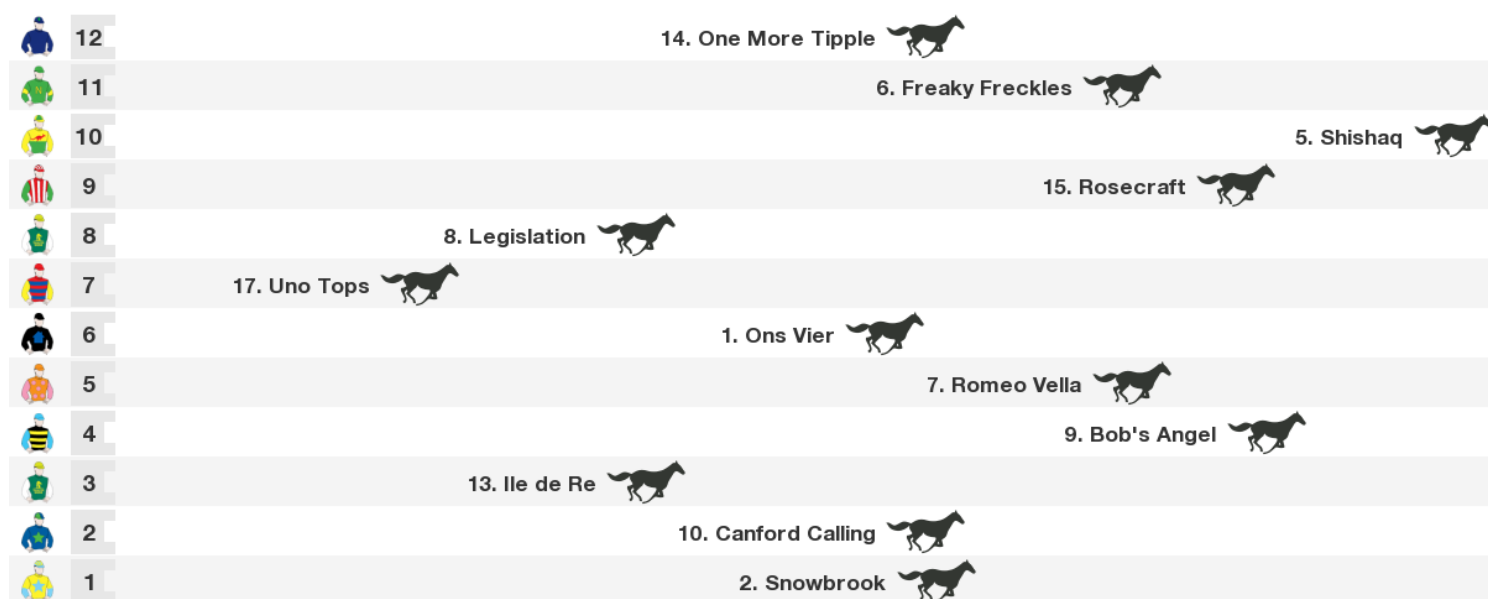 12 14. One More Tipple
11 6. Freaky Freckles
10 5. Shishaq
9 15. Rosecraft
8 8. Legislation
7 17. Uno Tops
6 1. Ons Vier
5 7. Romeo Vella
4 9. Bob's Angel
3 13. Ile de Re
2 10. Canford Calling
1 2. Snowbrook